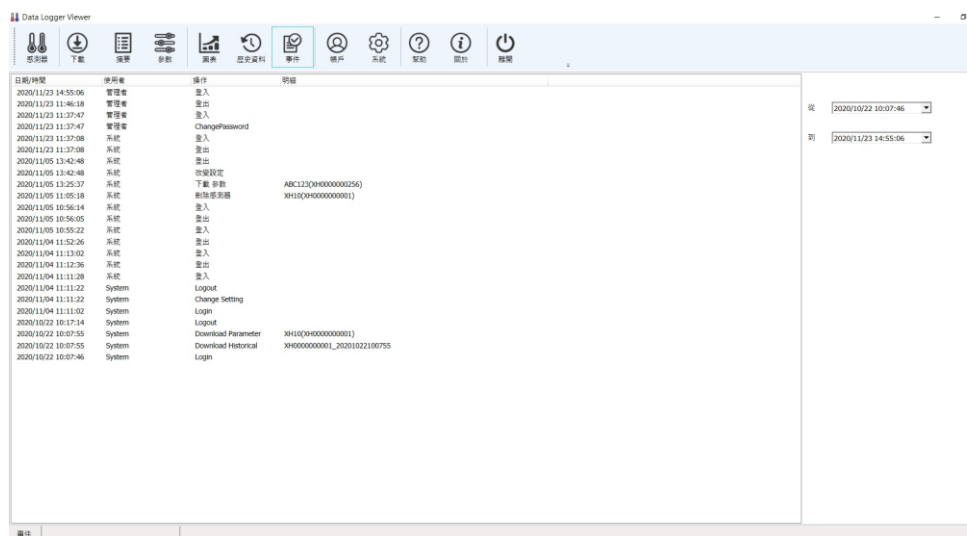 Data Logger Viewer
感測器 下載 摘要 參數 圖表 歷史資料 事件 帳戶 系統 幫助 關於 離開
日期/時間 使用者 操作 明細
2020/11/23 14:55:06 管理者 登入
2020/11/23 11:46:18 管理者 登出
2020/11/23 11:37:47 管理者 登入
2020/11/23 11:37:47 管理者 ChangePassword
2020/11/23 11:37:08 系統 登入
2020/11/23 11:37:08 系統 登出
2020/11/05 13:42:48 系統 登出
2020/11/05 13:42:48 系統 改變設定
2020/11/05 13:25:37 系統 下載 參數 ABC123(XH0000000256)
2020/11/05 11:05:18 系統 刪除感測器 XH10(XH0000000001)
2020/11/05 10:56:14 系統 登入
2020/11/05 10:56:05 系統 登出
2020/11/05 10:55:22 系統 登入
2020/11/04 11:52:26 系統 登出
2020/11/04 11:13:02 系統 登入
2020/11/04 11:12:36 系統 登出
2020/11/04 11:11:28 系統 登入
2020/11/04 11:11:22 System Logout
2020/11/04 11:11:22 System Change Setting
2020/11/04 11:11:02 System Login
2020/10/22 10:17:14 System Logout
2020/10/22 10:07:55 System Download Parameter XH10(XH0000000001)
2020/10/22 10:07:55 System Download Historical XH0000000001_20201022100755
2020/10/22 10:07:46 System Login
從 2020/10/22 10:07:46
到 2020/11/23 14:55:06
事件